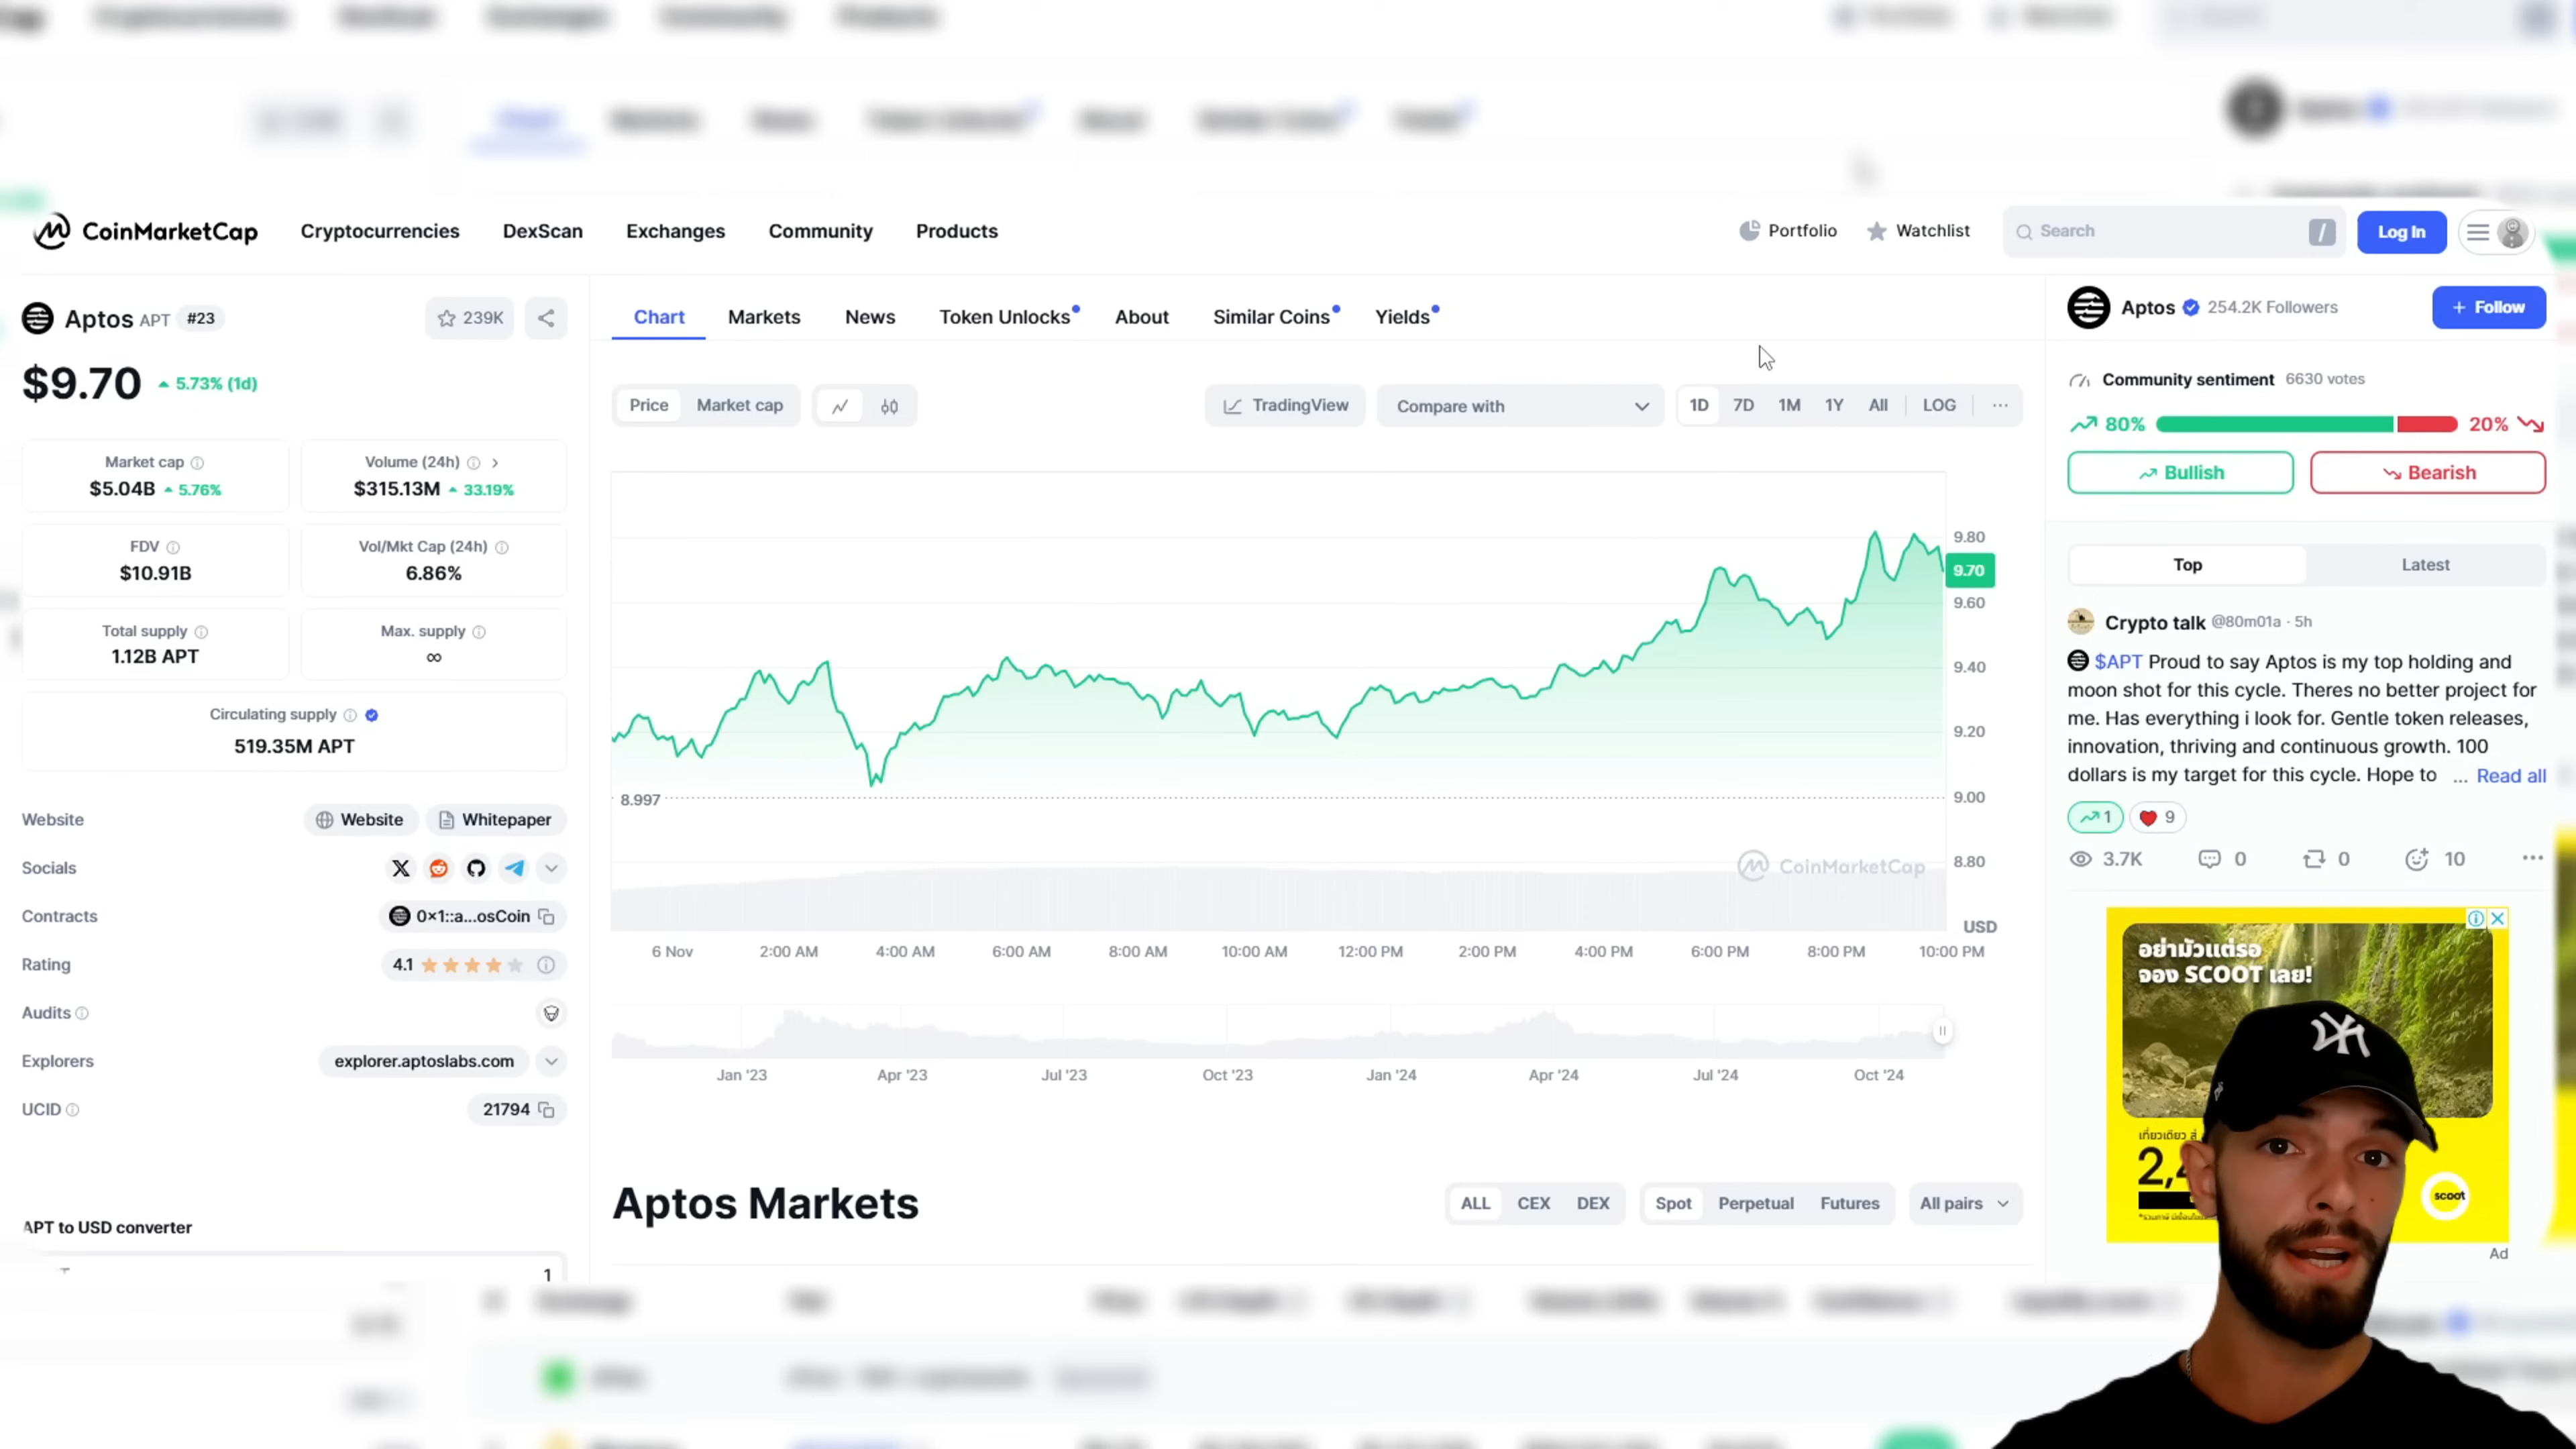 CoinMarketCap Cryptocurrencies DexScan Exchanges Community Products Portfolio Watchlist Search / Log In
Aptos APT #23 239K
$9.70 5.73% (1d)
Market cap
$5.04B 5.76%
Volume (24h) >
$315.13M 33.19%
FDV
$10.91B
Vol/Mkt Cap (24h)
6.86%
Total supply
1.12B APT
Max. supply
∞
Circulating supply
519.35M APT
Website Website Whitepaper
Socials
Contracts 0×1::a...osCoin
Rating 4.1
Audits
Explorers explorer.aptoslabs.com
UCID 21794
APT to USD converter
1
Chart Markets News Token Unlocks About Similar Coins Yields
Price Market cap TradingView Compare with 1D 7D 1M 1Y All LOG ...
9.80
9.70
9.60
9.40
9.20
8.997
9.00
8.80
CoinMarketCap
USD
6 Nov 2:00 AM 4:00 AM 6:00 AM 8:00 AM 10:00 AM 12:00 PM 2:00 PM 4:00 PM 6:00 PM 8:00 PM 10:00 PM
Jan '23 Apr '23 Jul '23 Oct '23 Jan '24 Apr '24 Jul '24 Oct '24
Aptos Markets ALL CEX DEX Spot Perpetual Futures All pairs
Aptos 254.2K Followers + Follow
Community sentiment 6630 votes
80% 20%
Bullish Bearish
Top Latest
Crypto talk @80m01a · 5h
$APT Proud to say Aptos is my top holding and
moon shot for this cycle. Theres no better project for
me. Has everything i look for. Gentle token releases,
innovation, thriving and continuous growth. 100
dollars is my target for this cycle. Hope to ... Read all
1 9
3.7K 0 0 10 ...
อย่ามัวแต่รอ
จอง SCOOT เลย!
เที่ยวเดียว สู่
2,4
scoot
Ad